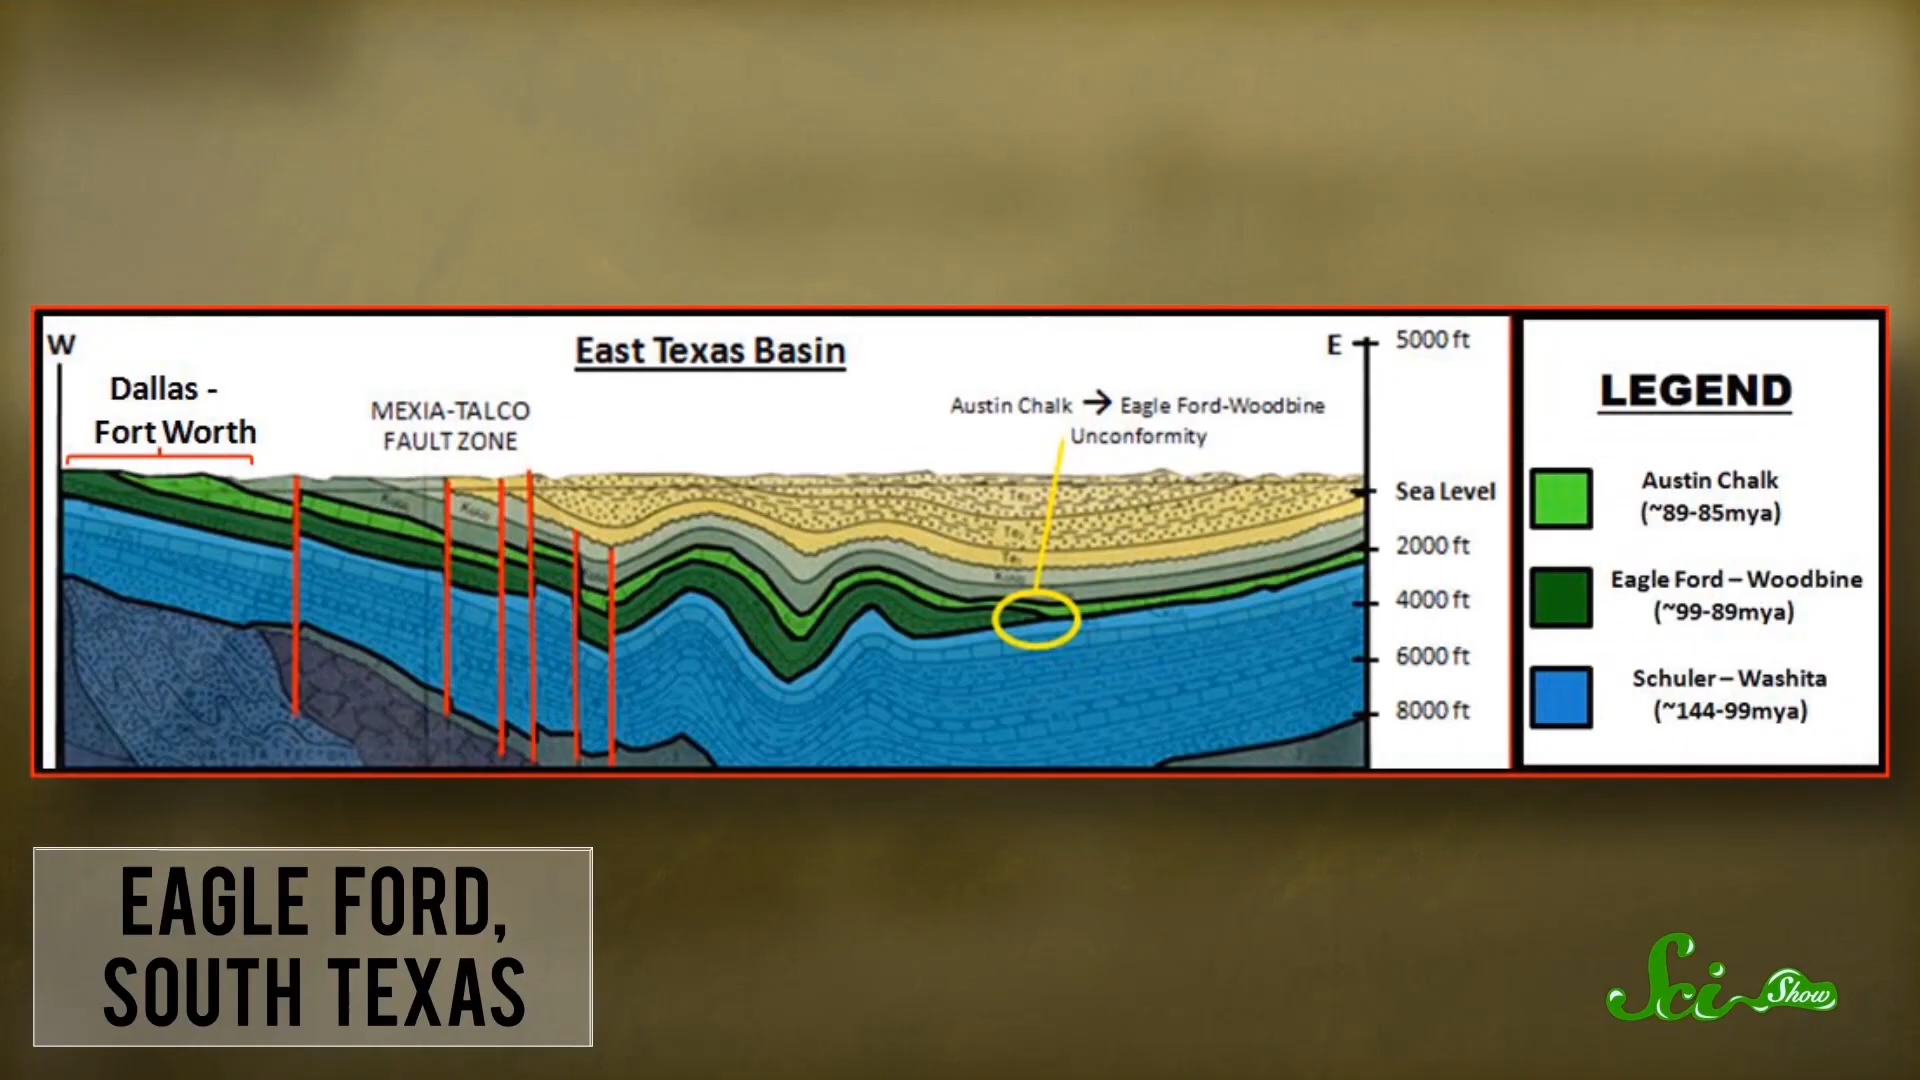 W
East Texas Basin
E
5000 ft
Dallas -
Fort Worth
MEXIA-TALCO
FAULT ZONE
Austin Chalk → Eagle Ford-Woodbine
Unconformity
Sea Level
2000 ft
4000 ft
6000 ft
8000 ft
LEGEND
Austin Chalk
(~89-85mya)
Eagle Ford – Woodbine
(~99-89mya)
Schuler – Washita
(~144-99mya)
EAGLE FORD,
SOUTH TEXAS
Sci Show